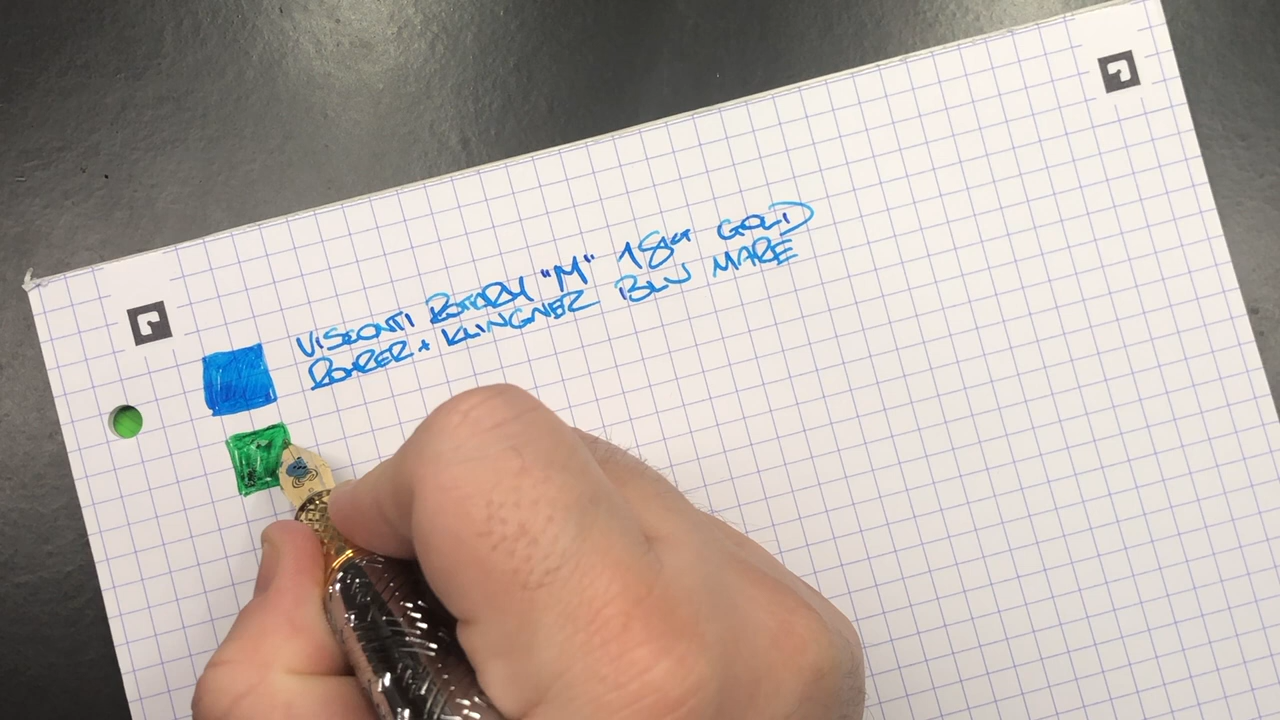 VISCONTI ROTARY "M" 18KT GOLD
ROHRER + KLINGNER BLU MARE